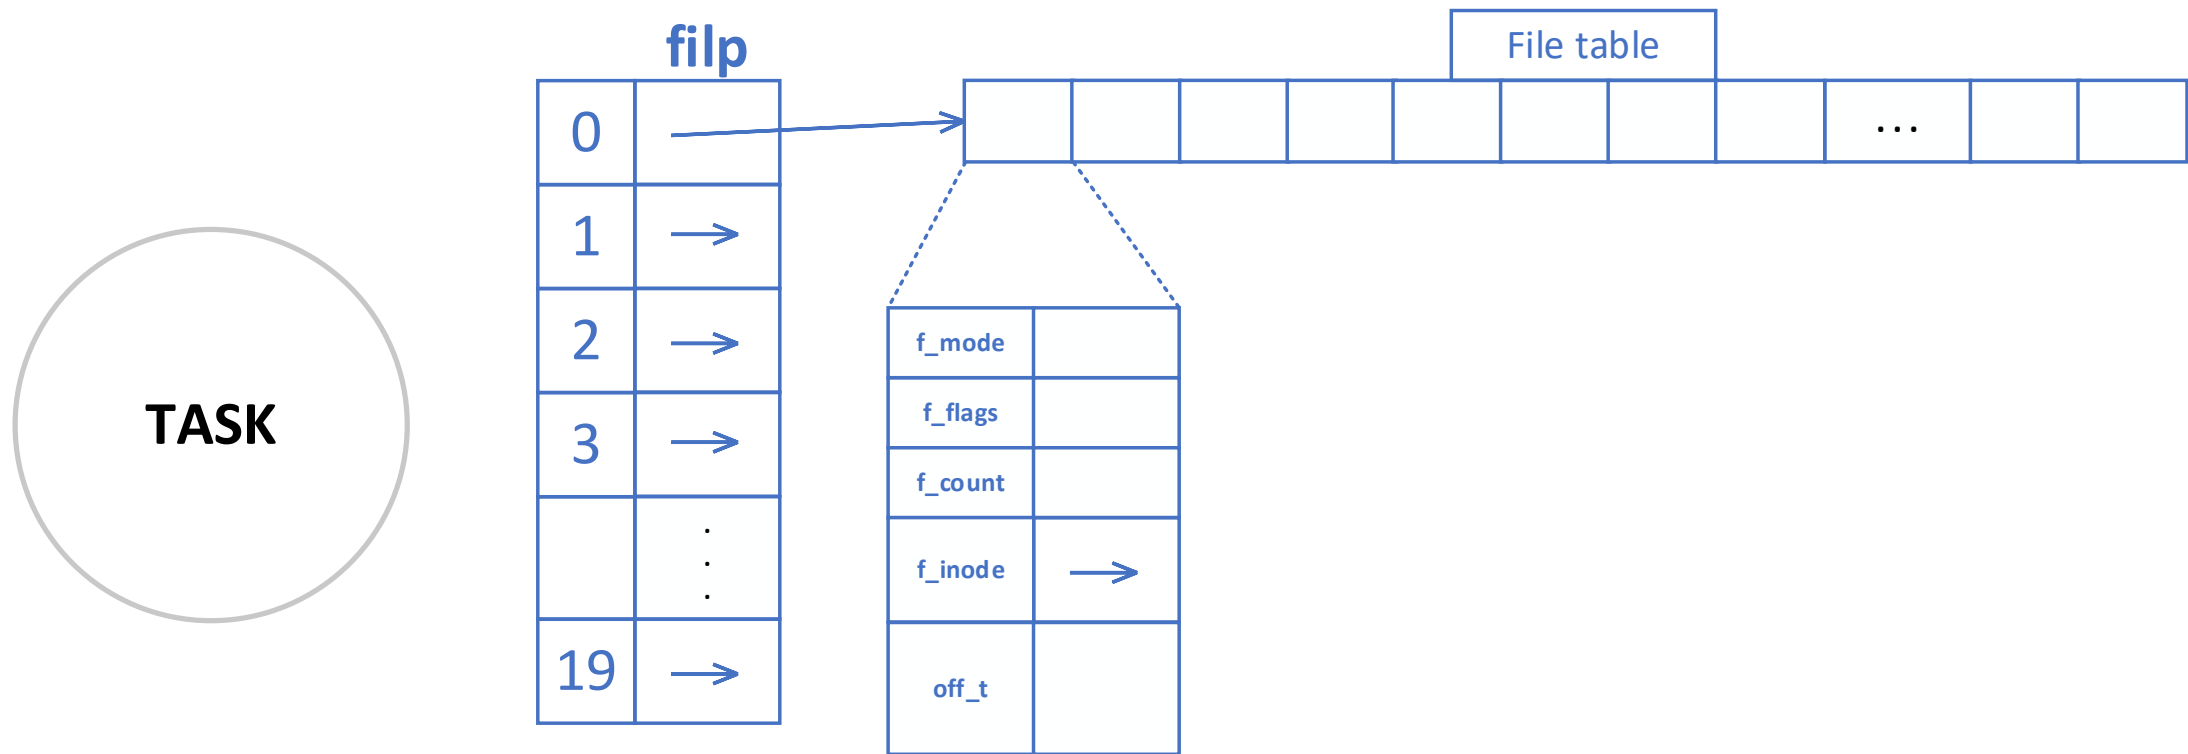 filp
File table
0
1
2
3
.
.
.
19
...
TASK
f_mode
f_flags
f_count
f_inode
off_t